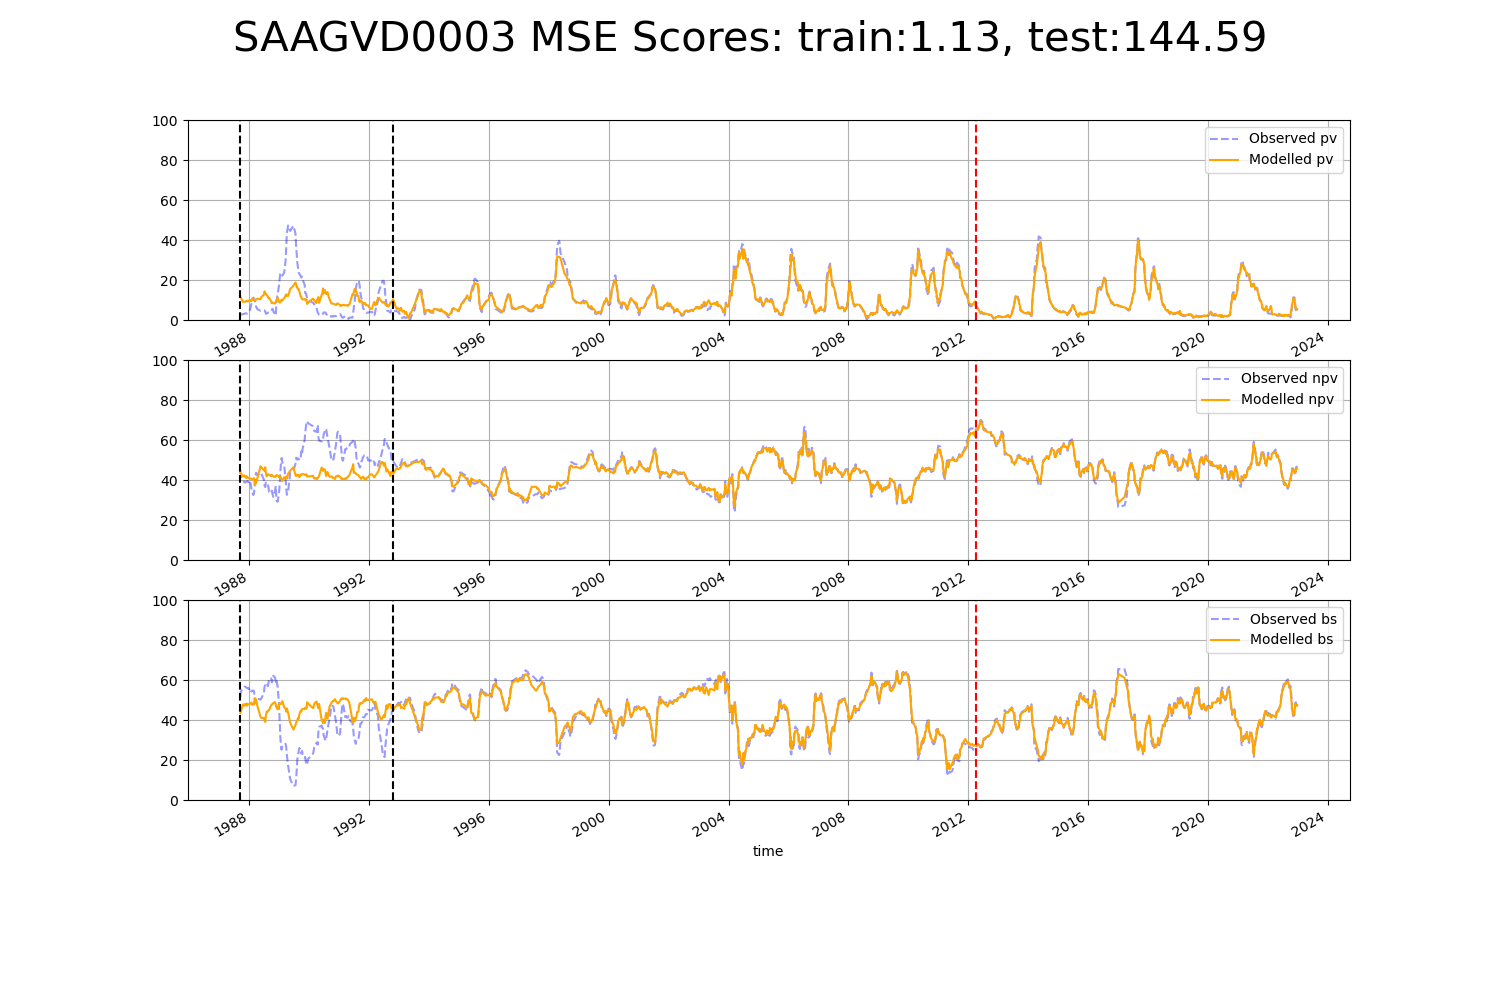 SAAGVD0003 MSE Scores: train:1.13, test:144.59
100
80
60
40
20
0
Observed pv
Modelled pv
1988 1992 1996 2000 2004 2008 2012 2016 2020 2024
100
80
60
40
20
0
Observed npv
Modelled npv
1988 1992 1996 2000 2004 2008 2012 2016 2020 2024
100
80
60
40
20
0
Observed bs
Modelled bs
1988 1992 1996 2000 2004 2008 2012 2016 2020 2024
time